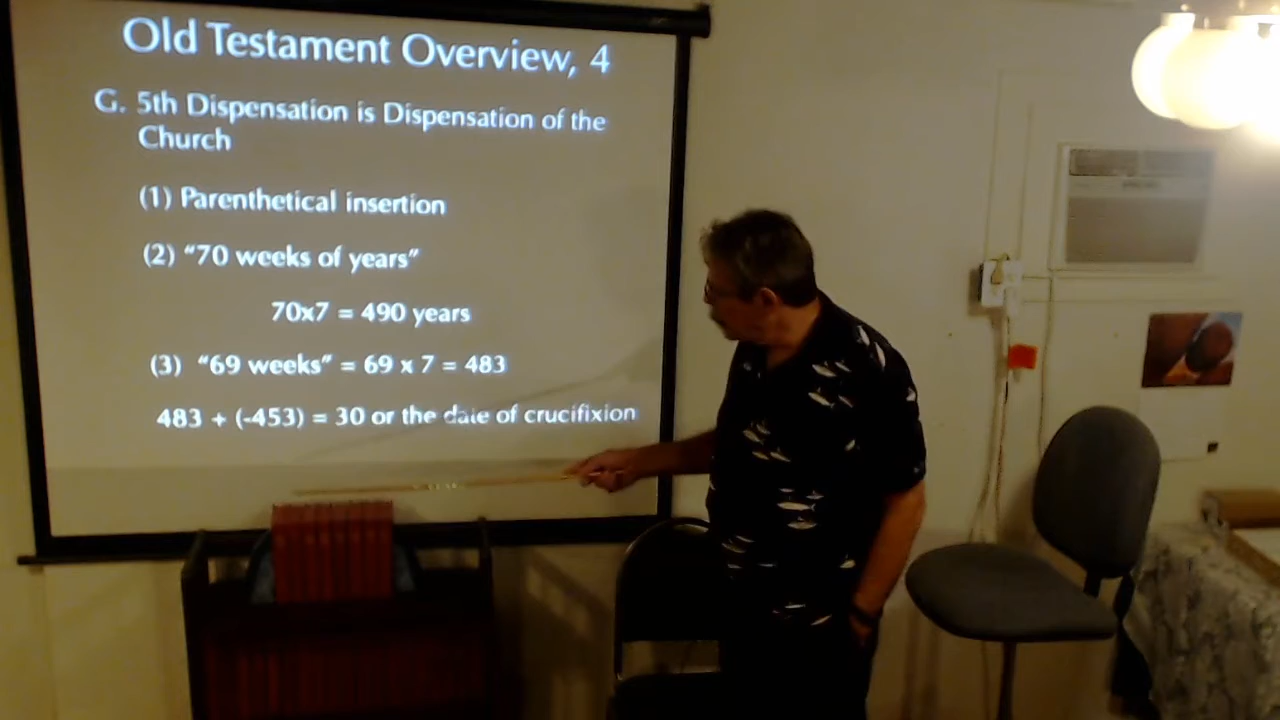 Old Testament Overview, 4
G. 5th Dispensation is Dispensation of the
Church
(1) Parenthetical insertion
(2) “70 weeks of years”
70x7 = 490 years
(3) “69 weeks” = 69 x 7 = 483
483 + (-453) = 30 or the date of crucifixion